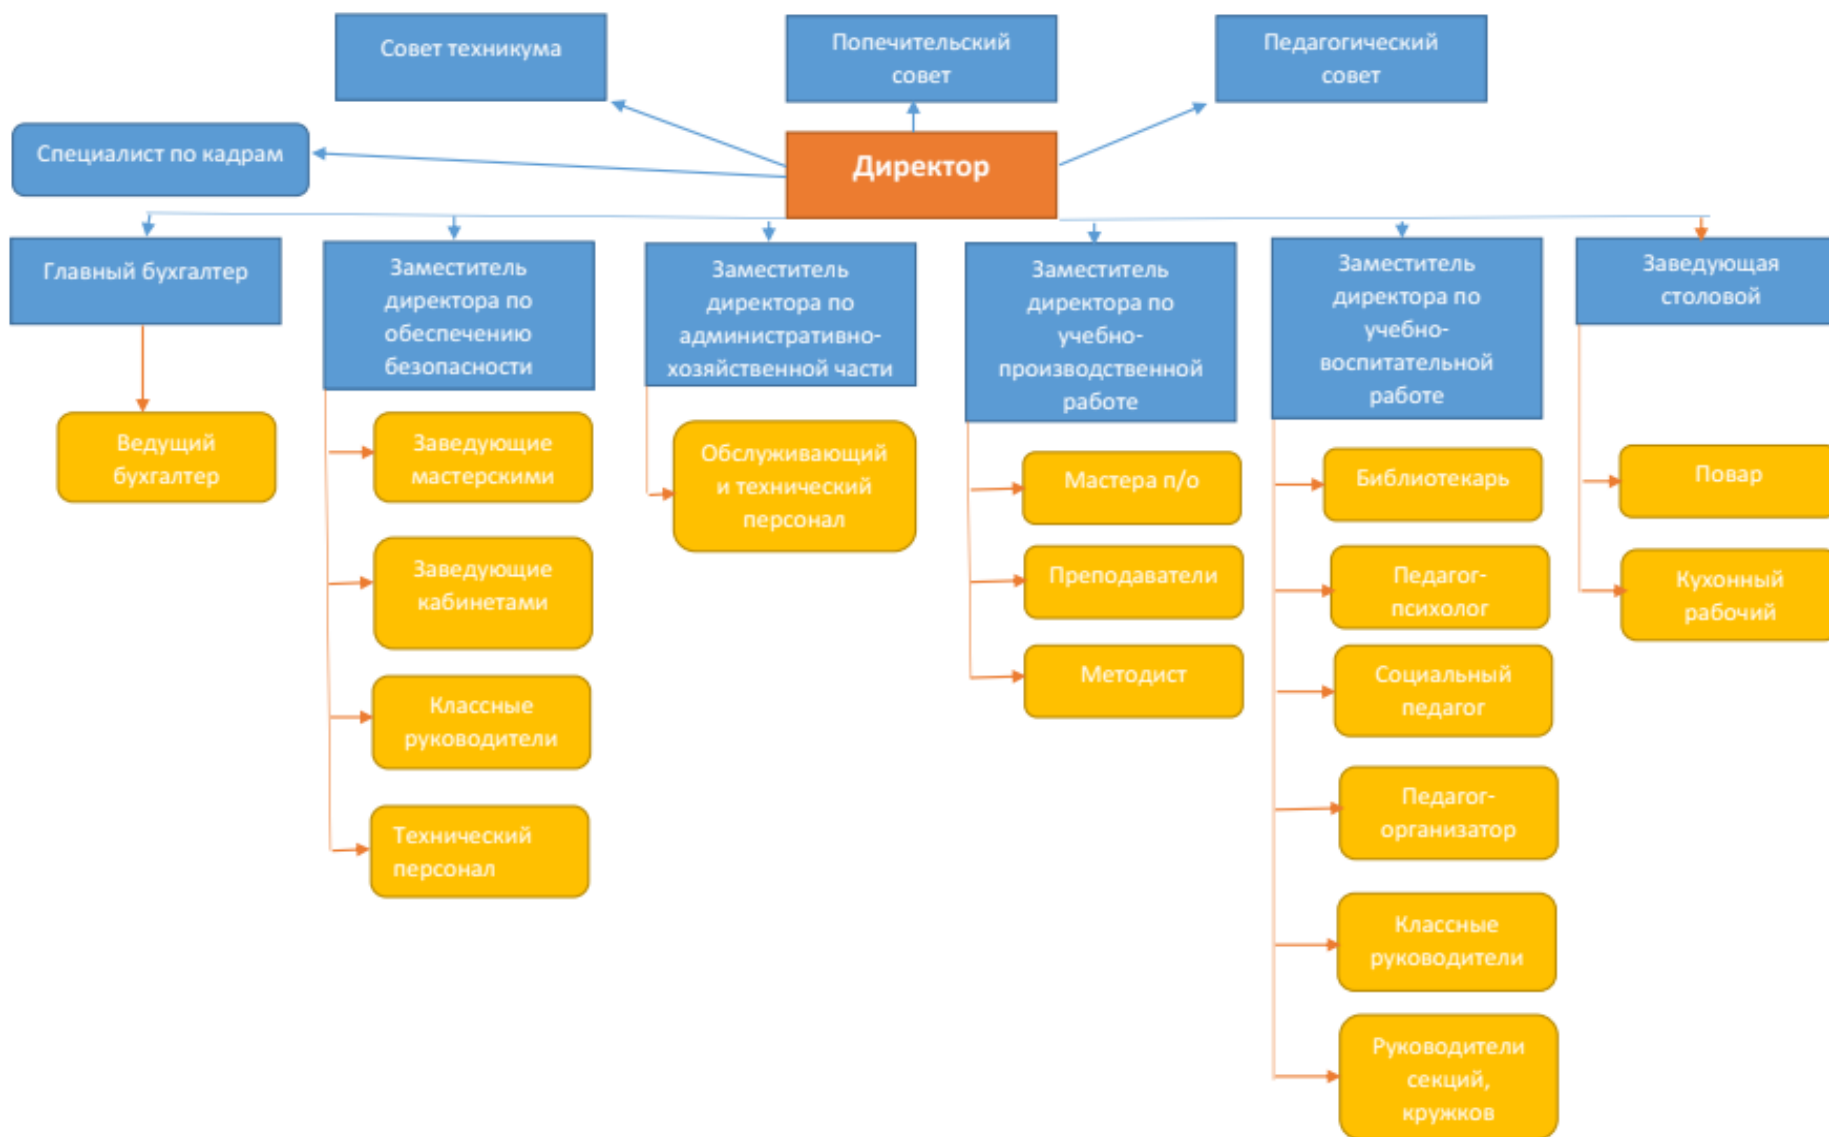 Совет техникума
Попечительский
совет
Педагогический
совет
Специалист по кадрам
Директор
Главный бухгалтер
Заместитель
директора по
обеспечению
безопасности
Заместитель
директора по
административно-
хозяйственной части
Заместитель
директора по
учебно-
производственной
работе
Заместитель
директора по
учебно-
воспитательной
работе
Заведующая
столовой
Ведущий
бухгалтер
Заведующие
мастерскими
Заведующие
кабинетами
Классные
руководители
Технический
персонал
Обслуживающий
и технический
персонал
Мастера п/о
Преподаватели
Методист
Библиотекарь
Педагог-
психолог
Социальный
педагог
Педагог-
организатор
Классные
руководители
Руководители
секций,
кружков
Повар
Кухонный
рабочий